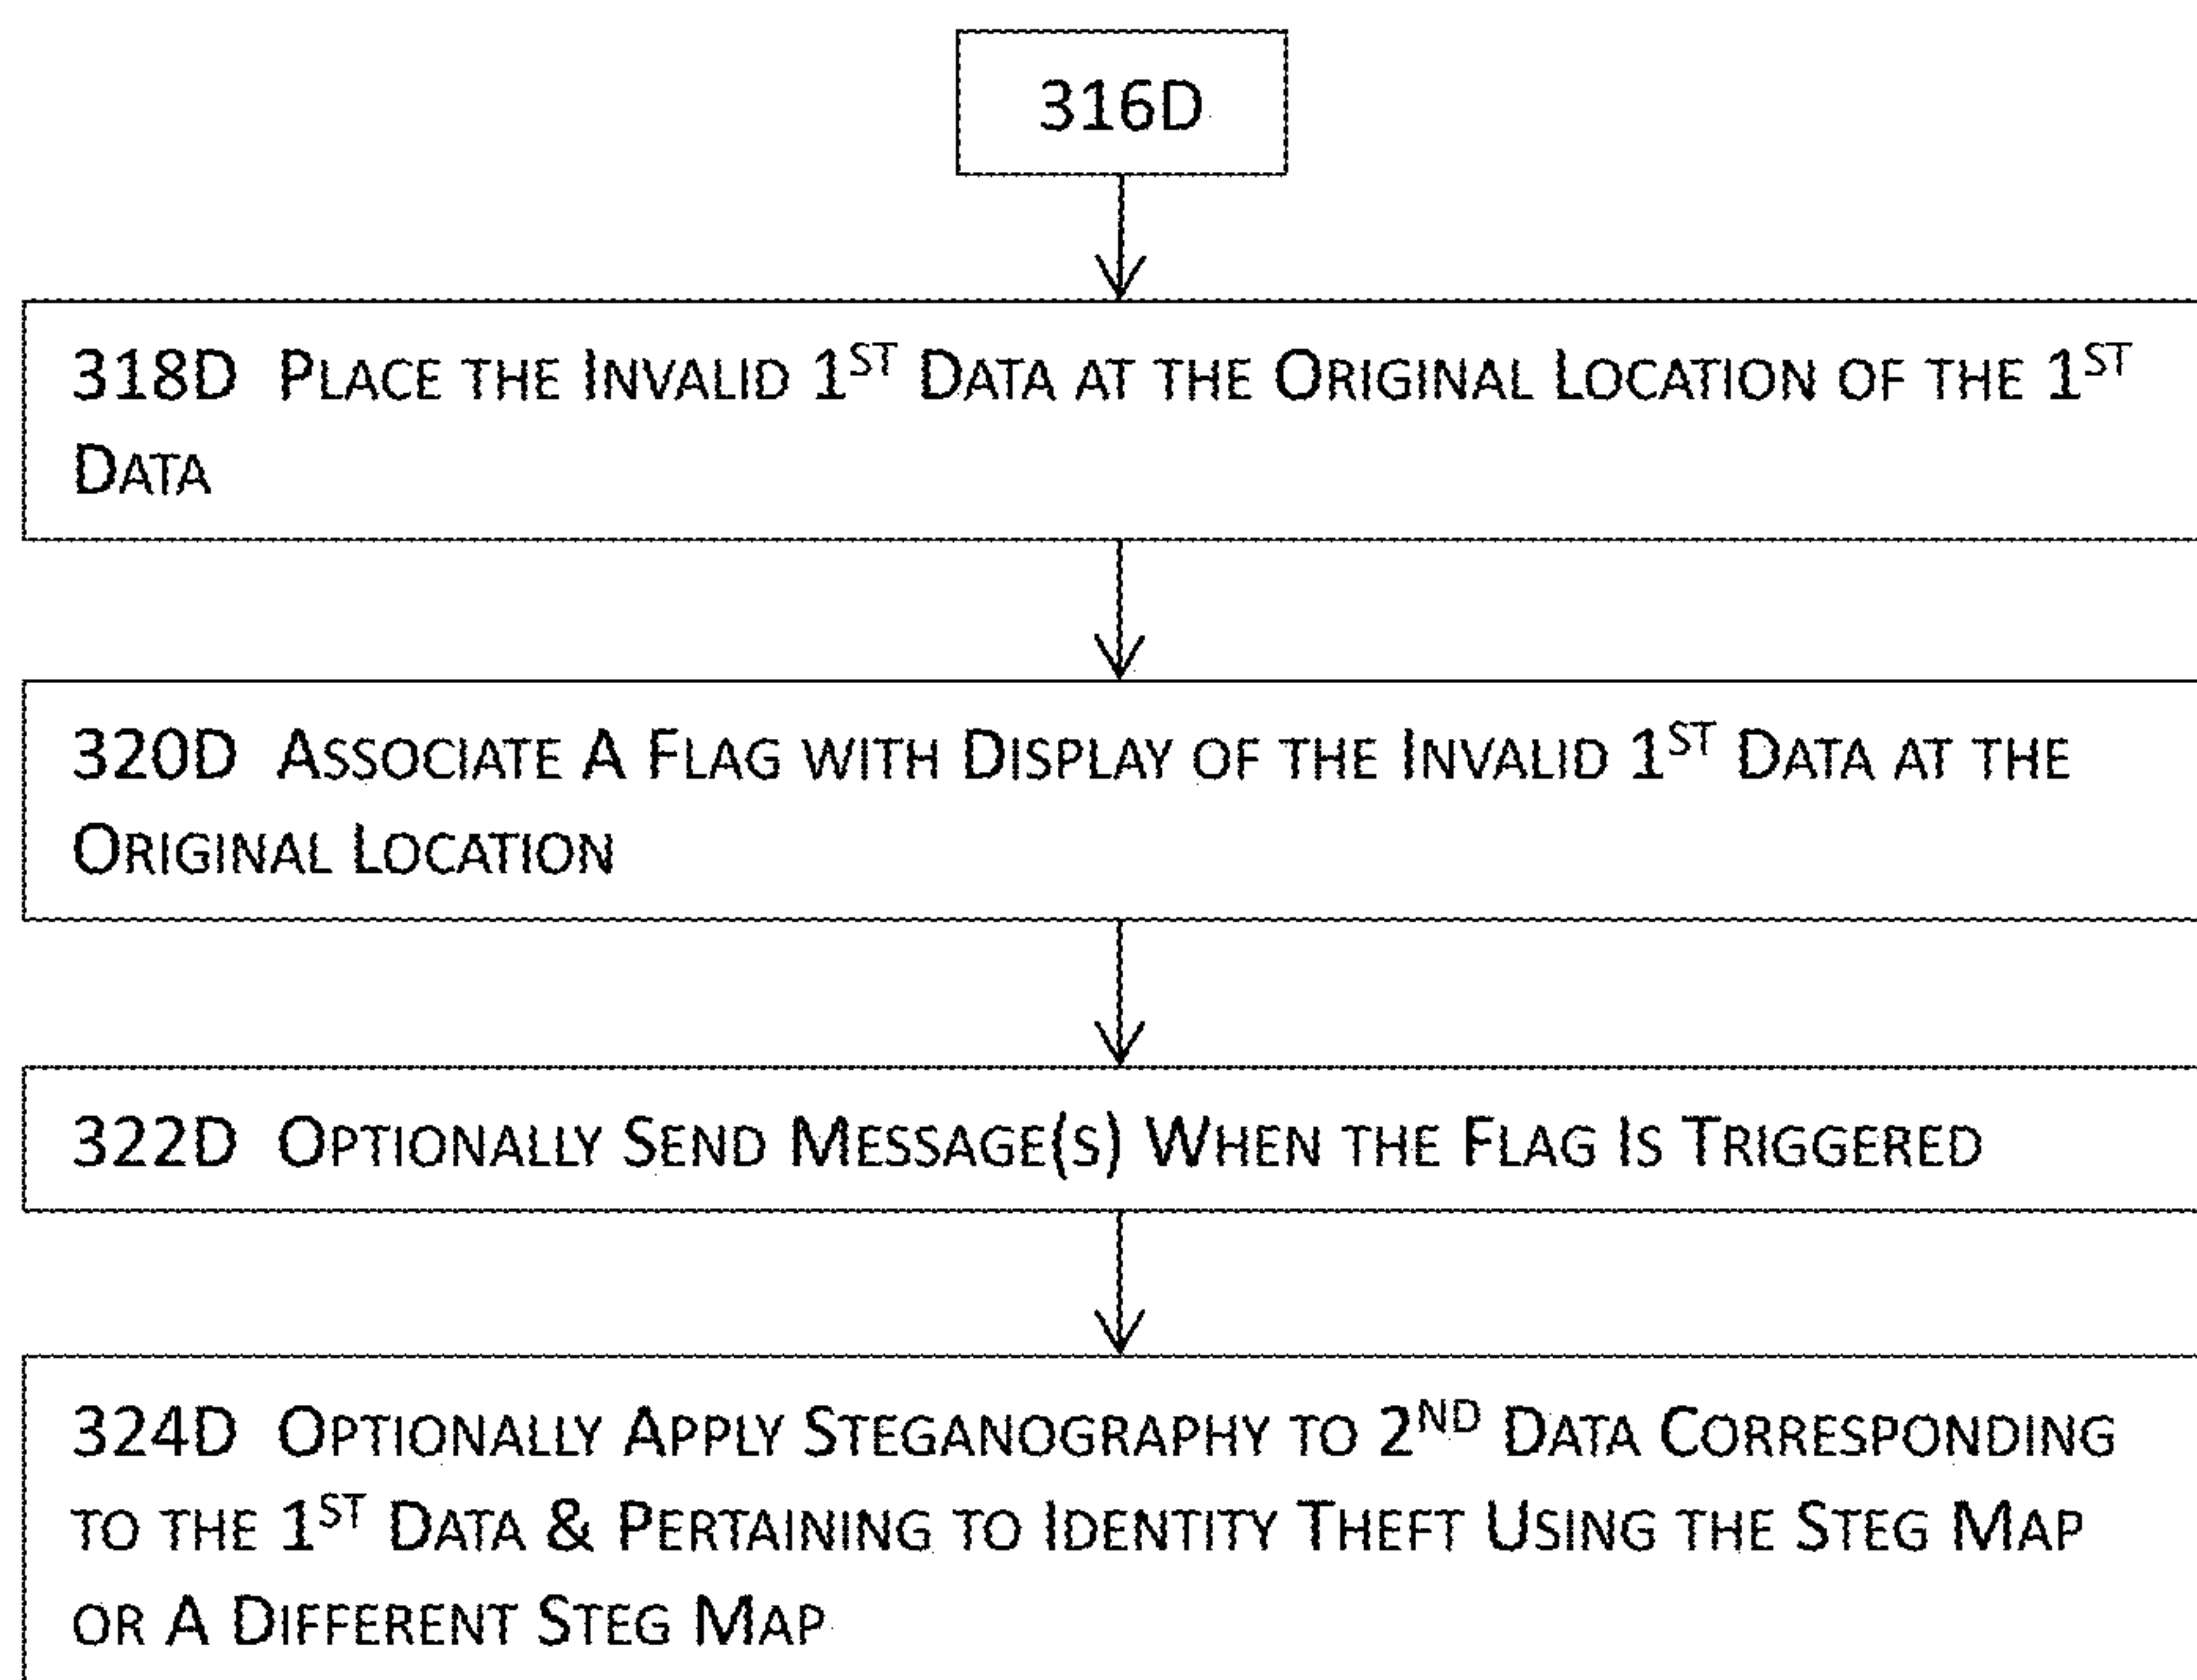 316D
318D PLACE THE INVALID 1ST DATA AT THE ORIGINAL LOCATION OF THE 1ST
DATA
320D ASSOCIATE A FLAG WITH DISPLAY OF THE INVALID 1ST DATA AT THE
ORIGINAL LOCATION
322D OPTIONALLY SEND MESSAGE(S) WHEN THE FLAG IS TRIGGERED
324D OPTIONALLY APPLY STEGANOGRAPHY TO 2ND DATA CORRESPONDING
TO THE 1ST DATA & PERTAINING TO IDENTITY THEFT USING THE STEG MAP
OR A DIFFERENT STEG MAP